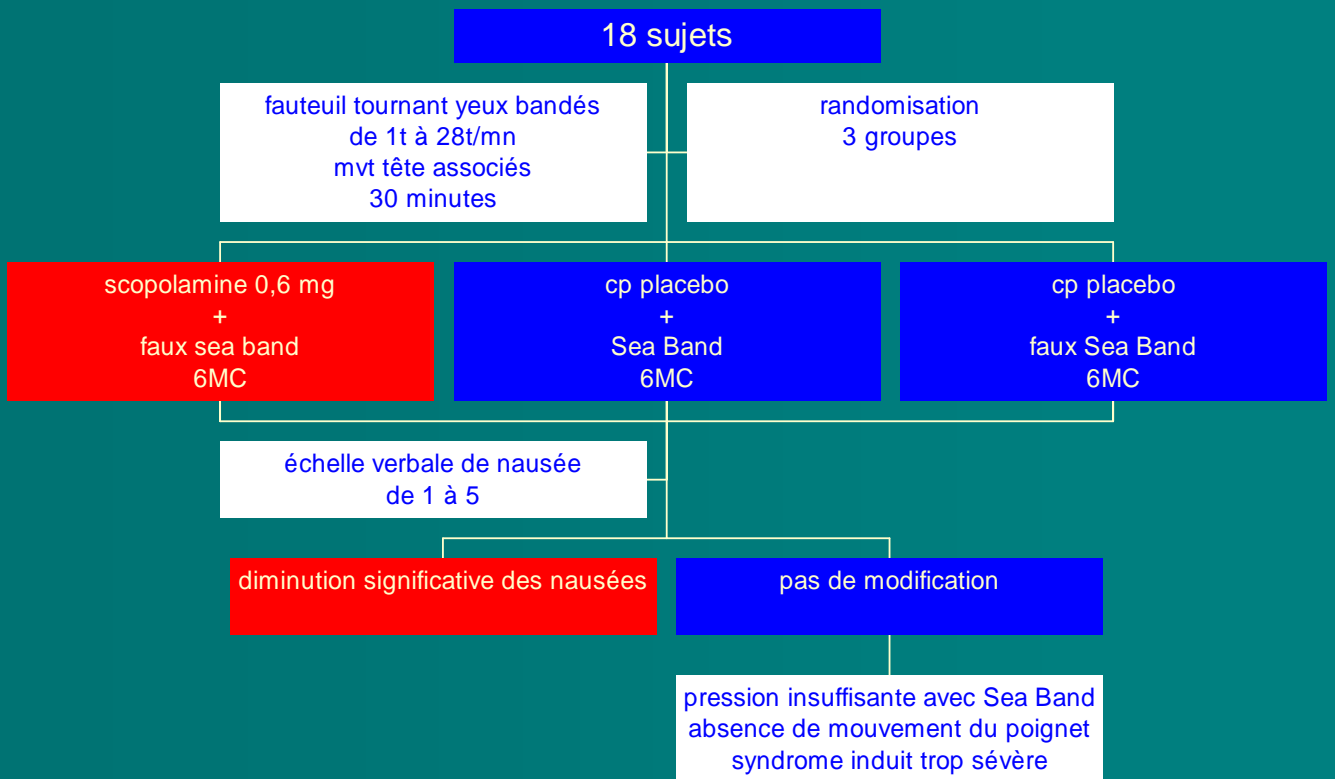 18 sujets
fauteuil tournant yeux bandés
de 1t à 28t/mn
mvt tête associés
30 minutes
randomisation
3 groupes
scopolamine 0,6 mg
+
faux sea band
6MC
cp placebo
+
Sea Band
6MC
cp placebo
+
faux Sea Band
6MC
échelle verbale de nausée
de 1 à 5
diminution significative des nausées
pas de modification
pression insuffisante avec Sea Band
absence de mouvement du poignet
syndrome induit trop sévère